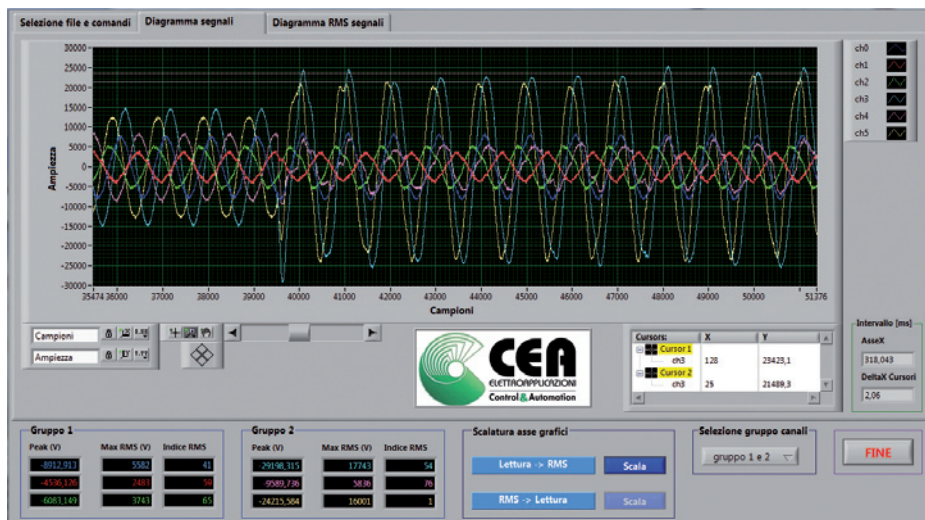 Selezione file e comandi
Diagramma segnali
Diagramma RMS segnali
30000
25000
20000
15000
10000
5000
0
-5000
-10000
-15000
-20000
-25000
-30000
Ampiezza
35474 36000 37000 38000 39000 40000 41000 42000 43000 44000 45000 46000 47000 48000 49000 50000 51376
Campioni
ch0
ch1
ch2
ch3
ch4
ch5
Campioni
Ampiezza
CEA
ELETTROAPPLICAZIONI
Control & Automation
Cursors: X Y
Cursor 1
ch3 128 23423,1
Cursor 2
ch3 25 21489,3
Intervallo [ms]
AsseX
318,043
DeltaX Cursori
2,06
Gruppo 1
Peak (V) Max RMS (V) Indice RMS
-8912,913 5582 41
-4536,126 2483 59
-6083,149 3743 65
Gruppo 2
Peak (V) Max RMS (V) Indice RMS
-29198,315 17743 54
-9589,736 5836 76
-24215,584 16001 1
Scalatura asse grafici
Lettura -> RMS Scala
RMS -> Lettura Scala
Selezione gruppo canali
gruppo 1 e 2
FINE